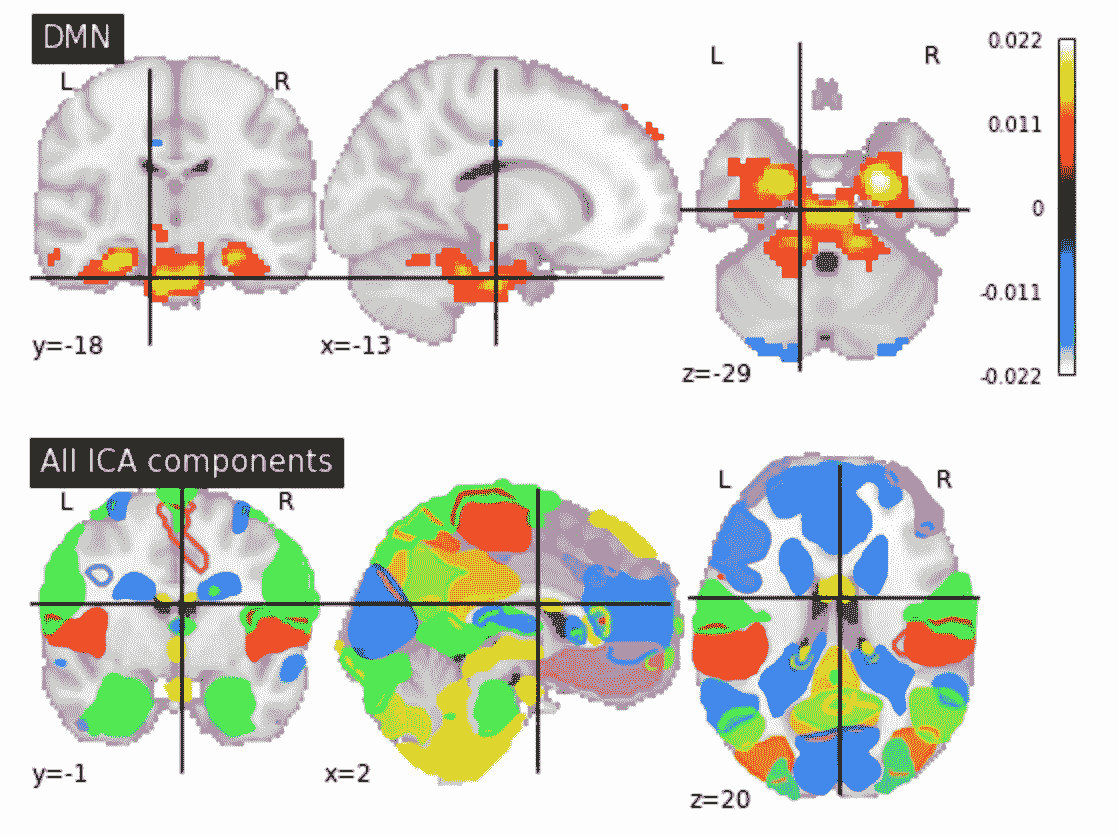 DMN
L R
L R
0.022
0.011
0
-0.011
-0.022
y=-18
x=-13
z=-29
All ICA components
L R
L R
y=-1
x=2
z=20